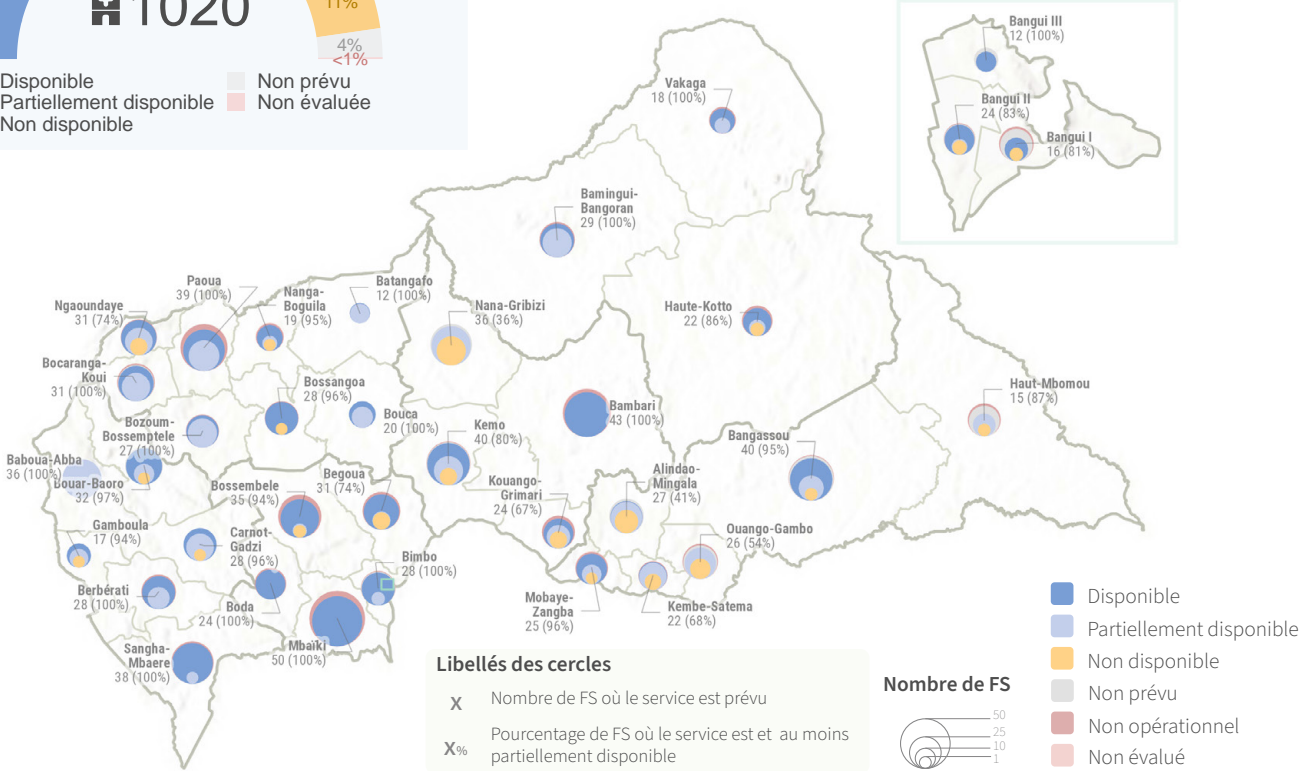 1020
11%
4%
<1%
Disponible
Partiellement disponible
Non disponible
Non prévu
Non évaluée
Bangui III
12 (100%)
Bangui II
24 (83%)
Bangui I
16 (81%)
Vakaga
18 (100%)
Bamingui-
Bangoran
29 (100%)
Paoua
39 (100%)
Batangafo
12 (100%)
Ngaoundaye
31 (74%)
Nanga-
Boguila
19 (95%)
Nana-Gribizi
36 (36%)
Haute-Kotto
22 (86%)
Bocaranga-
Koui
31 (100%)
Bossangoa
28 (96%)
Haut-Mbomou
15 (87%)
Bouca
20 (100%)
Bambari
43 (100%)
Bozoum-
Bossemptele
27 (100%)
Kemo
40 (80%)
Bangassou
40 (95%)
Baboua-Abba
36 (100%)
Bouar-Baoro
32 (97%)
Bossembele
35 (94%)
Begoua
31 (74%)
Kouango-
Grimari
24 (67%)
Alindao-
Mingala
27 (41%)
Gamboula
17 (94%)
Carnot-
Gadzi
28 (96%)
Ouango-Gambo
26 (54%)
Bimbo
28 (100%)
Berbérati
28 (100%)
Boda
24 (100%)
Mobaye-
Zangba
25 (96%)
Kembe-Satema
22 (68%)
Sangha-
Mbaere
38 (100%)
Mbaïki
50 (100%)
Libellés des cercles
X Nombre de FS où le service est prévu
X% Pourcentage de FS où le service est et au moins
partiellement disponible
Nombre de FS
50
25
10
1
Disponible
Partiellement disponible
Non disponible
Non prévu
Non opérationnel
Non évalué